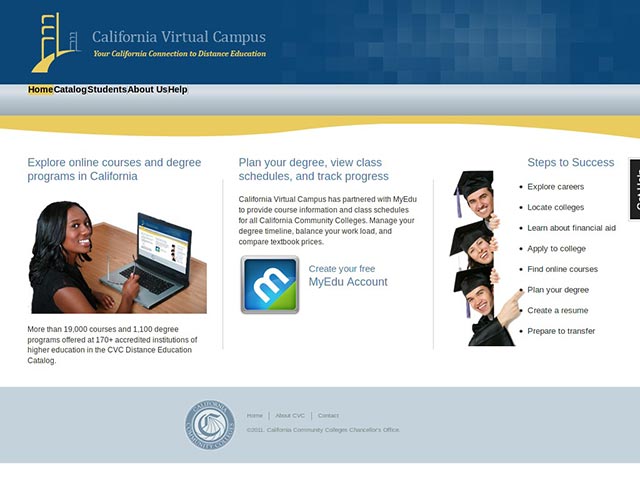 California Virtual Campus
Your California Connection to Distance Education
Home Catalog Students About Us Help
Explore online courses and degree
programs in California
More than 19,000 courses and 1,100 degree
programs offered at 170+ accredited institutions of
higher education in the CVC Distance Education
Catalog.
Plan your degree, view class
schedules, and track progress
California Virtual Campus has partnered with MyEdu
to provide course information and class schedules
for all California Community Colleges. Manage your
degree timeline, balance your work load, and
compare textbook prices.
m
Create your free
MyEdu Account
Steps to Success
Explore careers
Locate colleges
Learn about financial aid
Apply to college
Find online courses
Plan your degree
Create a resume
Prepare to transfer
Get Help
CALIFORNIA
COMMUNITY COLLEGES
Home | About CVC | Contact
©2011. California Community Colleges Chancellor's Office.